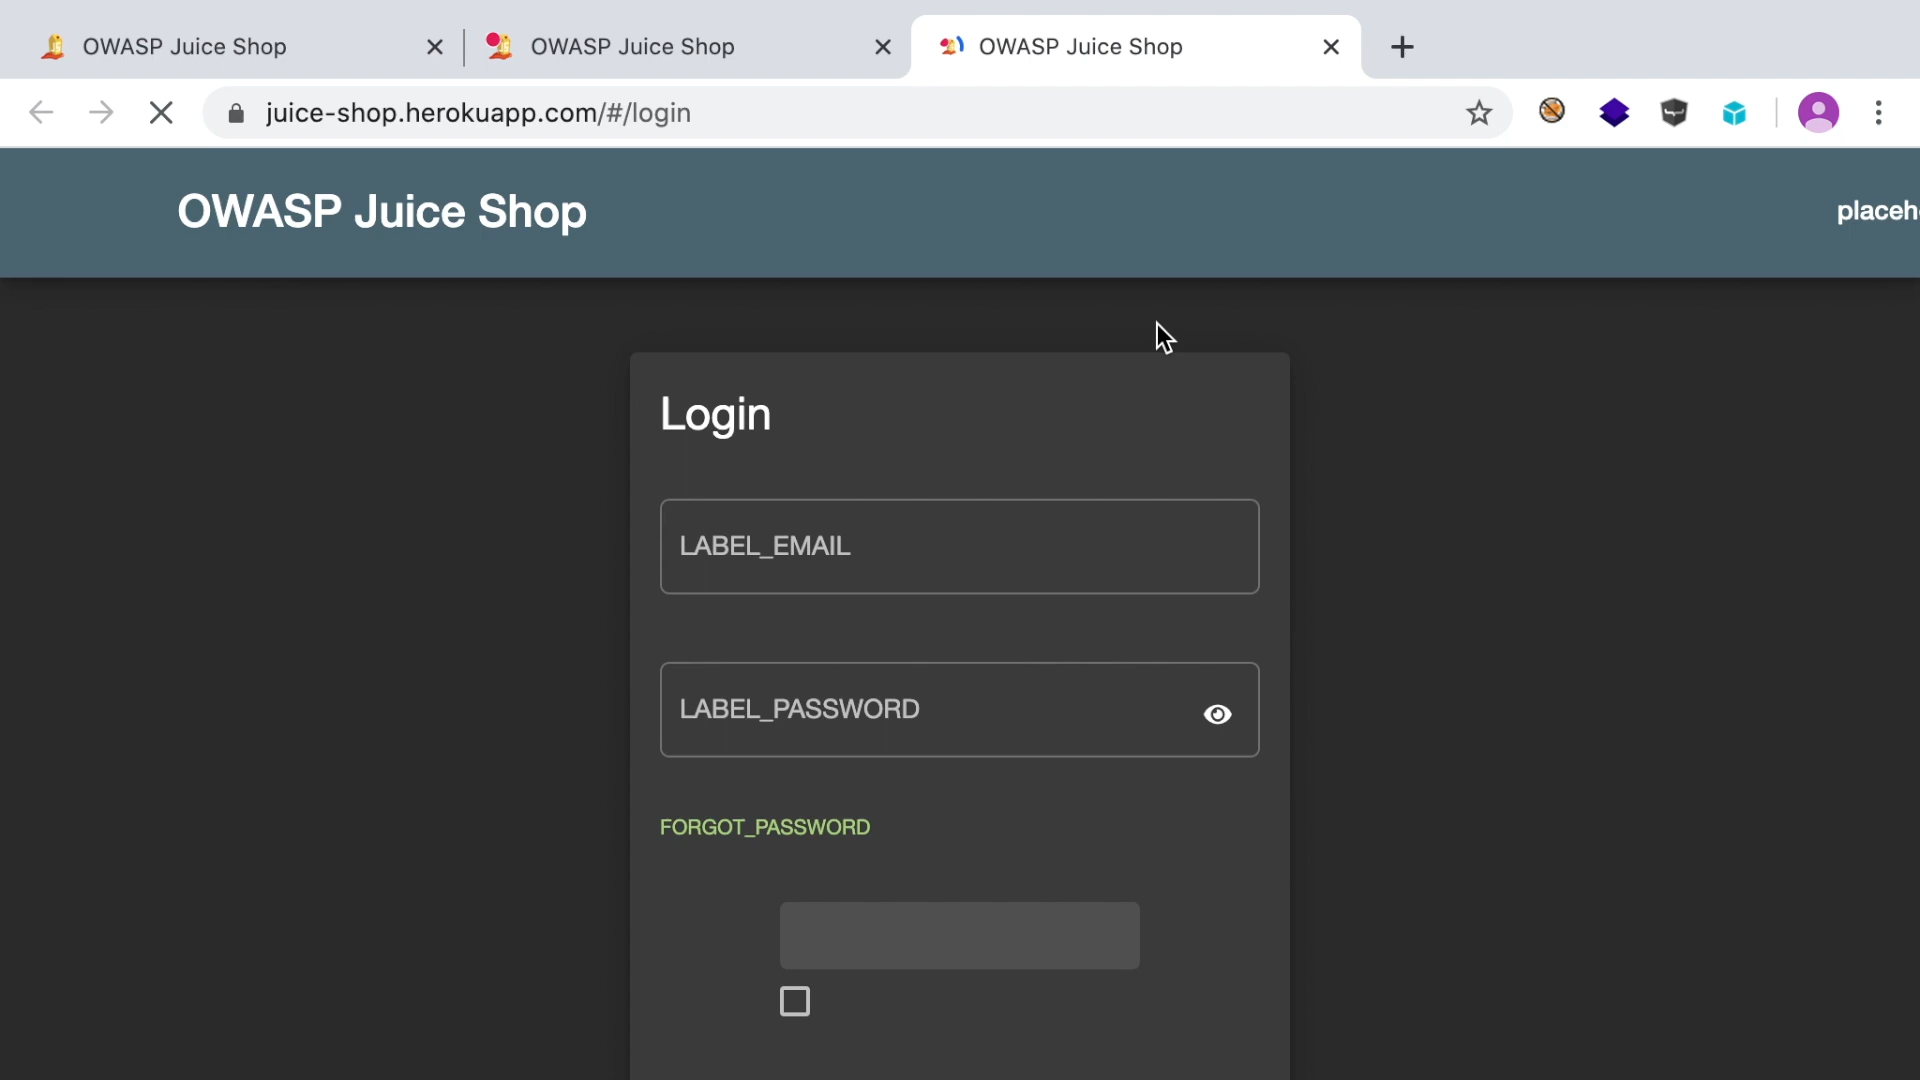 OWASP Juice Shop
OWASP Juice Shop
OWASP Juice Shop
juice-shop.herokuapp.com/#/login
OWASP Juice Shop
placeh
Login
LABEL_EMAIL
LABEL_PASSWORD
FORGOT_PASSWORD